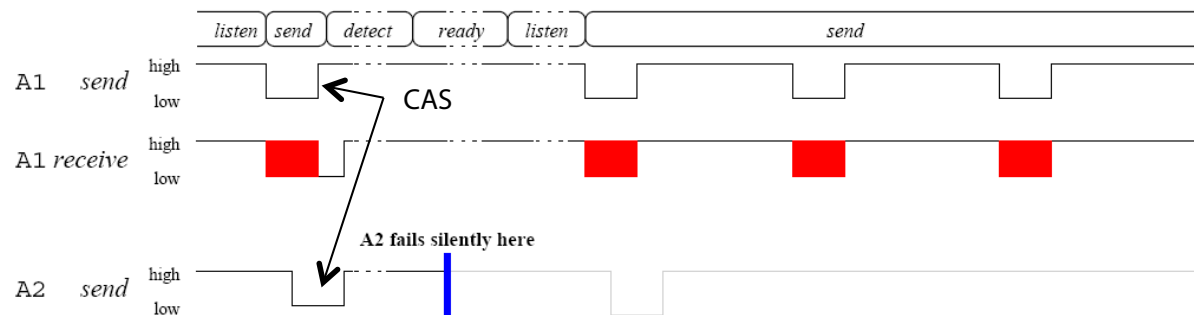 listen send detect ready listen send
A1 send high
low
CAS
A1 receive high
low
A2 fails silently here
A2 send high
low